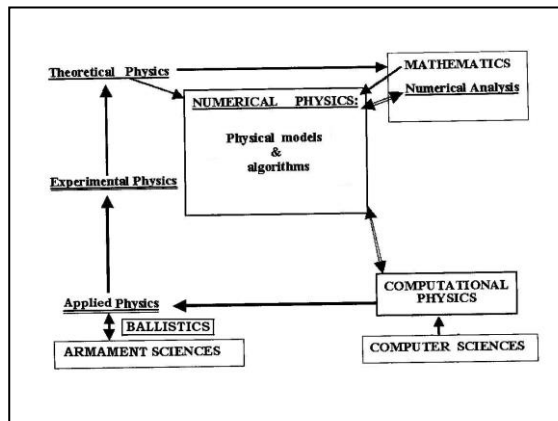 Theoretical Physics
MATHEMATICS
Numerical Analysis
NUMERICAL PHYSICS:
Physical models
&
algorithms
Experimental Physics
Applied Physics
BALLISTICS
ARMAMENT SCIENCES
COMPUTATIONAL
PHYSICS
COMPUTER SCIENCES